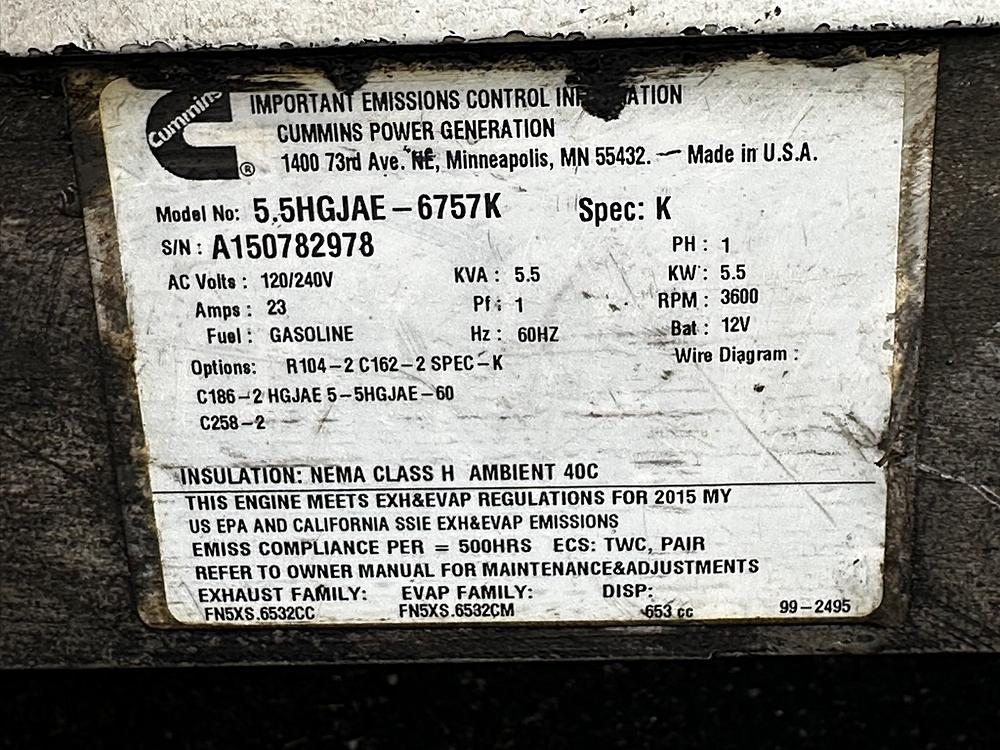 Cummins
IMPORTANT EMISSIONS CONTROL
CUMMINS POWER GENERATION
1400 73rd Ave. NE, Minneapolis, MN 55432. — Made in U.S.A.
®
Model No: 5.5HGJAE-6757K Spec: K
S/N : A150782978 PH : 1
AC Volts : 120/240V KVA : 5.5 KW : 5.5
Amps : 23 Pf : 1 RPM : 3600
Fuel : GASOLINE Hz : 60HZ Bat : 12V
Options: R104-2 C162-2 SPEC-K Wire Diagram :
C186-2 HGJAE 5-5HGJAE-60
C258-2
INSULATION: NEMA CLASS H AMBIENT 40C
THIS ENGINE MEETS EXH&EVAP REGULATIONS FOR 2015 MY
US EPA AND CALIFORNIA SSIE EXH&EVAP EMISSIONS
EMISS COMPLIANCE PER = 500HRS ECS: TWC, PAIR
REFER TO OWNER MANUAL FOR MAINTENANCE&ADJUSTMENTS
EXHAUST FAMILY: EVAP FAMILY: DISP:
FN5XS.6532CC FN5XS.6532CM 653 cc 99-2495